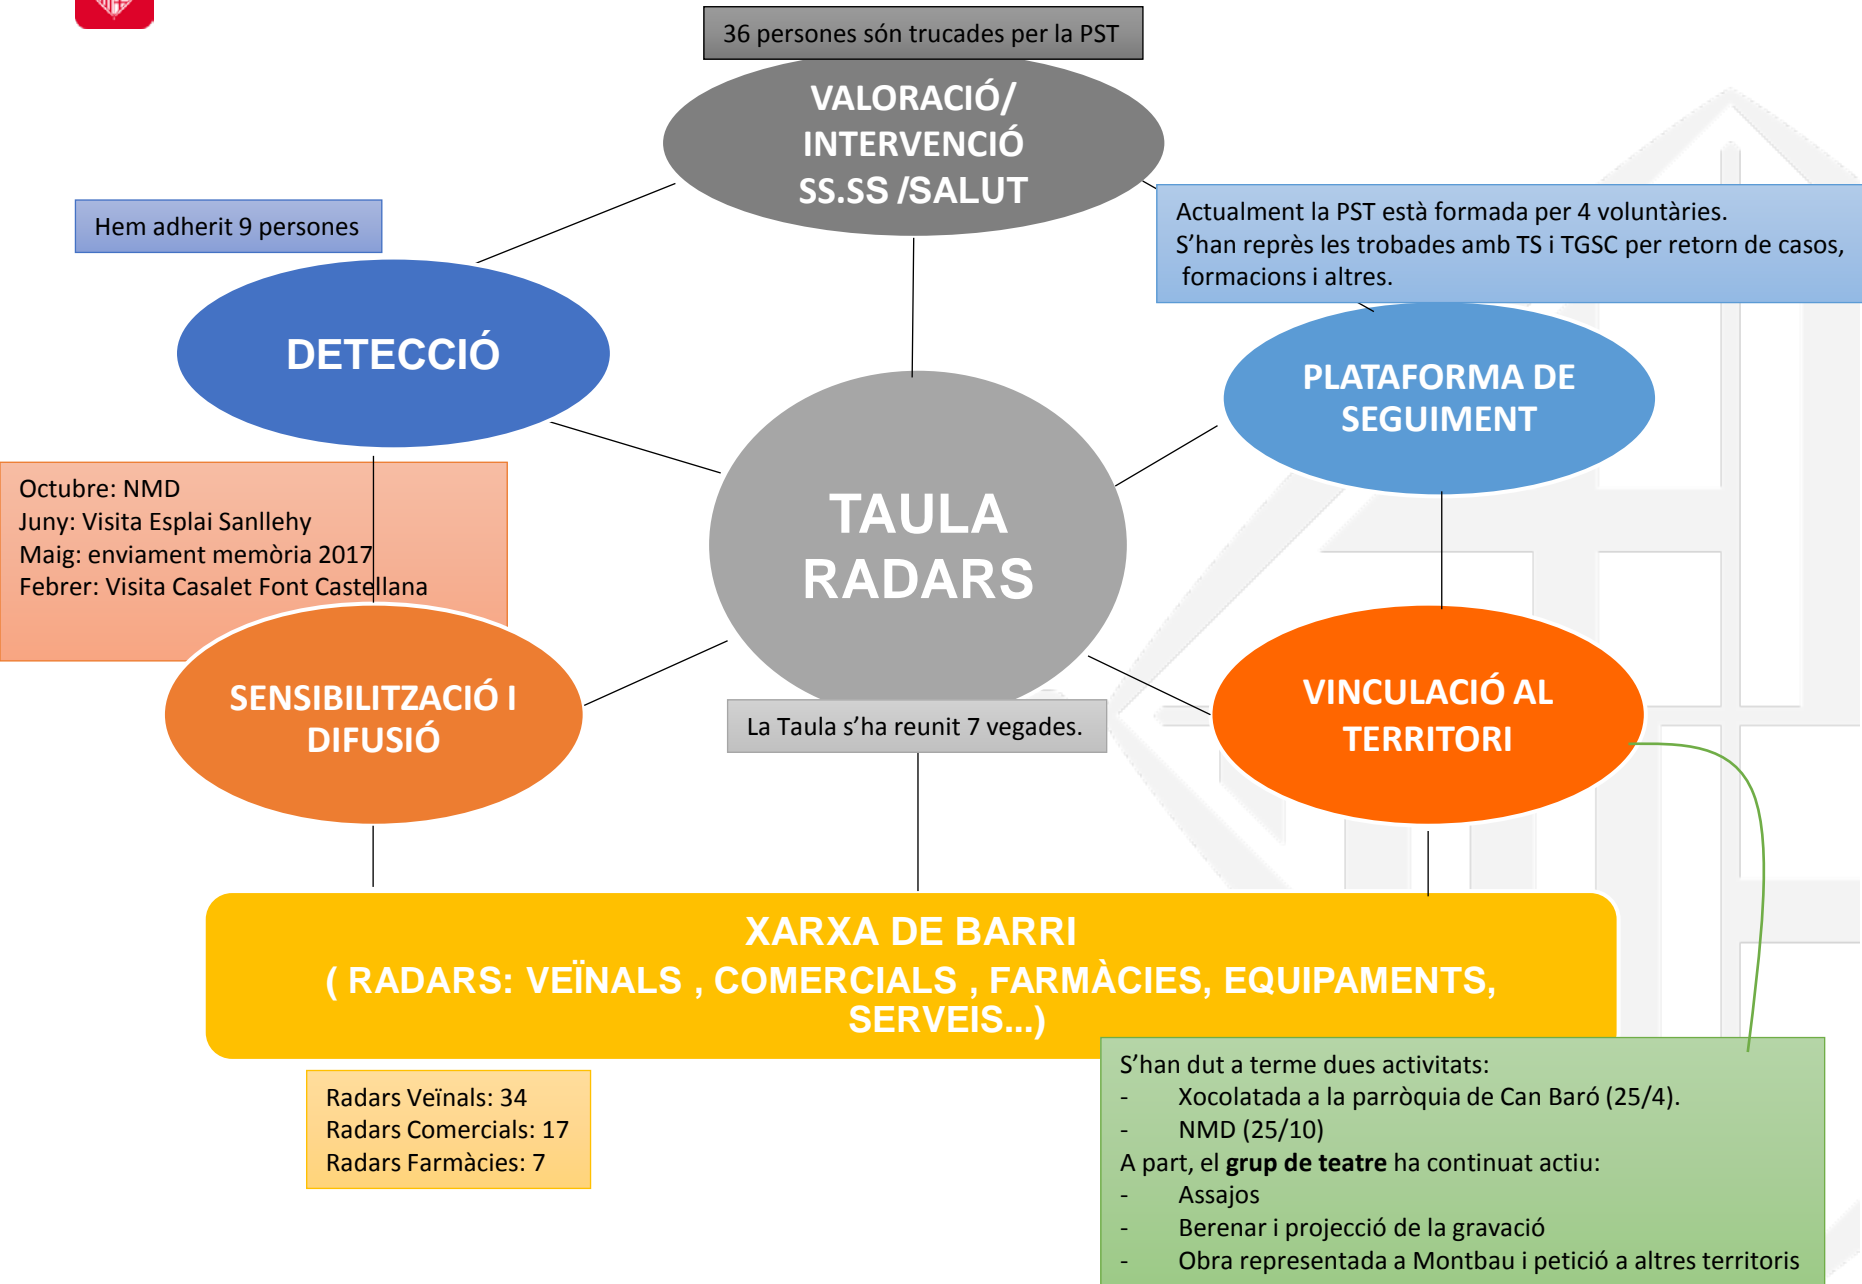 36 persones són trucades per la PST
VALORACIÓ/
INTERVENCIÓ
SS.SS /SALUT
Hem adherit 9 persones
Actualment la PST està formada per 4 voluntàries.
S’han reprès les trobades amb TS i TGSC per retorn de casos,
formacions i altres.
DETECCIÓ
PLATAFORMA DE
SEGUIMENT
Octubre: NMD
Juny: Visita Esplai Sanllehy
Maig: enviament memòria 2017
Febrer: Visita Casalet Font Castellana
TAULA
RADARS
SENSIBILITZACIÓ I
DIFUSIÓ
La Taula s’ha reunit 7 vegades.
VINCULACIÓ AL
TERRITORI
XARXA DE BARRI
( RADARS: VEÏNALS , COMERCIALS , FARMÀCIES, EQUIPAMENTS,
SERVEIS...)
Radars Veïnals: 34
Radars Comercials: 17
Radars Farmàcies: 7
S’han dut a terme dues activitats:
- Xocolatada a la parròquia de Can Baró (25/4).
- NMD (25/10)
A part, el grup de teatre ha continuat actiu:
- Assajos
- Berenar i projecció de la gravació
- Obra representada a Montbau i petició a altres territoris